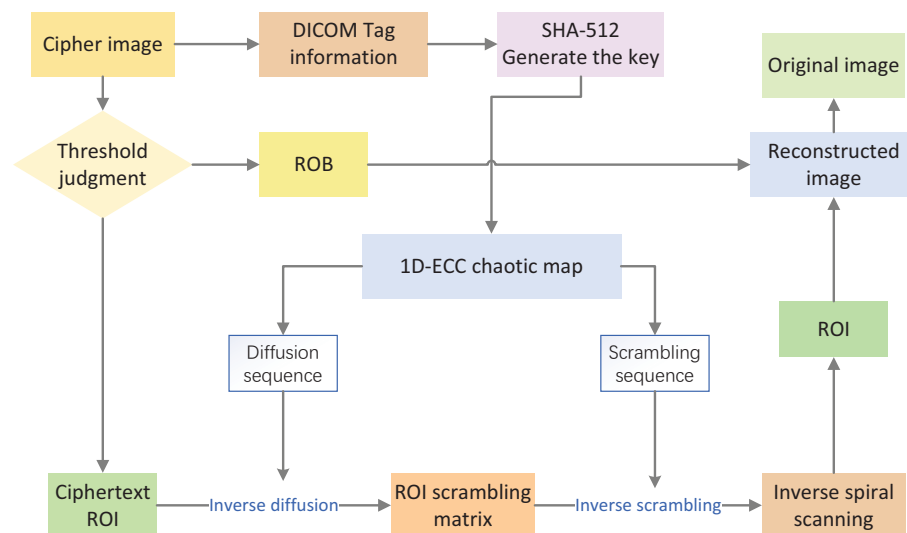 Cipher image
DICOM Tag
information
SHA-512
Generate the key
Original image
Threshold
judgment
ROB
Reconstructed
image
1D-ECC chaotic map
ROI
Diffusion
sequence
Scrambling
sequence
Ciphertext
ROI
Inverse diffusion
ROI scrambling
matrix
Inverse scrambling
Inverse spiral
scanning